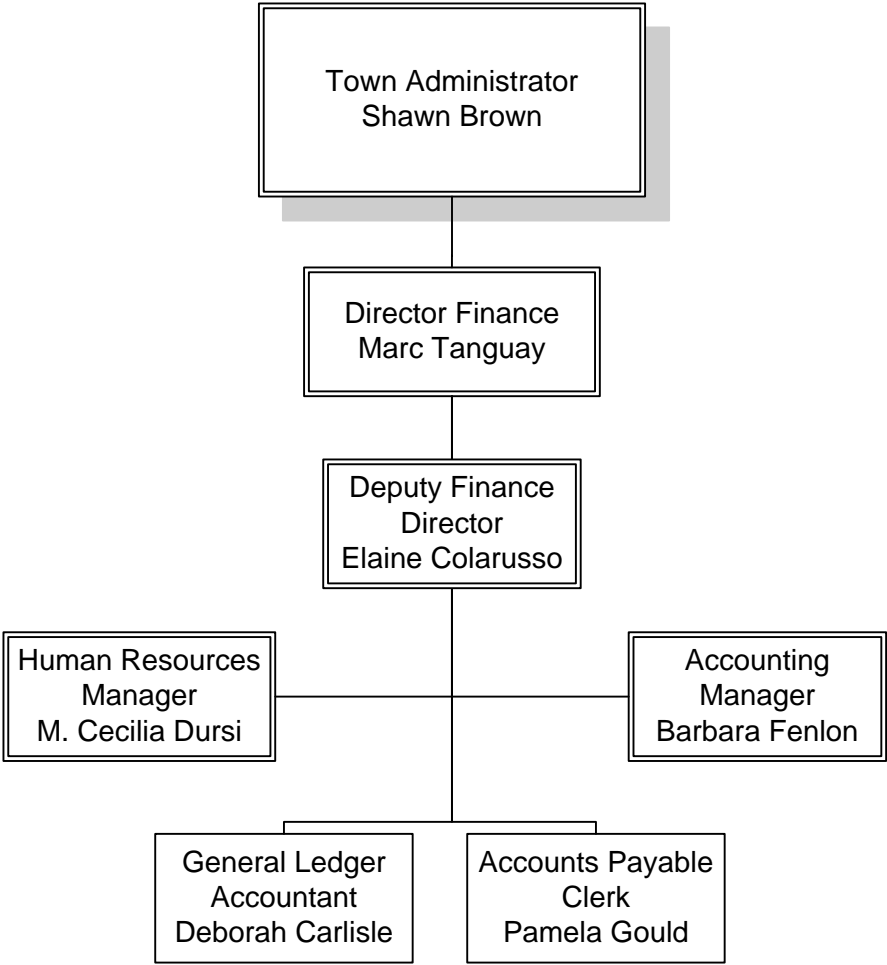 Town Administrator
Shawn Brown
Director Finance
Marc Tanguay
Deputy Finance
Director
Elaine Colarusso
Human Resources
Manager
M. Cecilia Dursi
Accounting
Manager
Barbara Fenlon
General Ledger
Accountant
Deborah Carlisle
Accounts Payable
Clerk
Pamela Gould